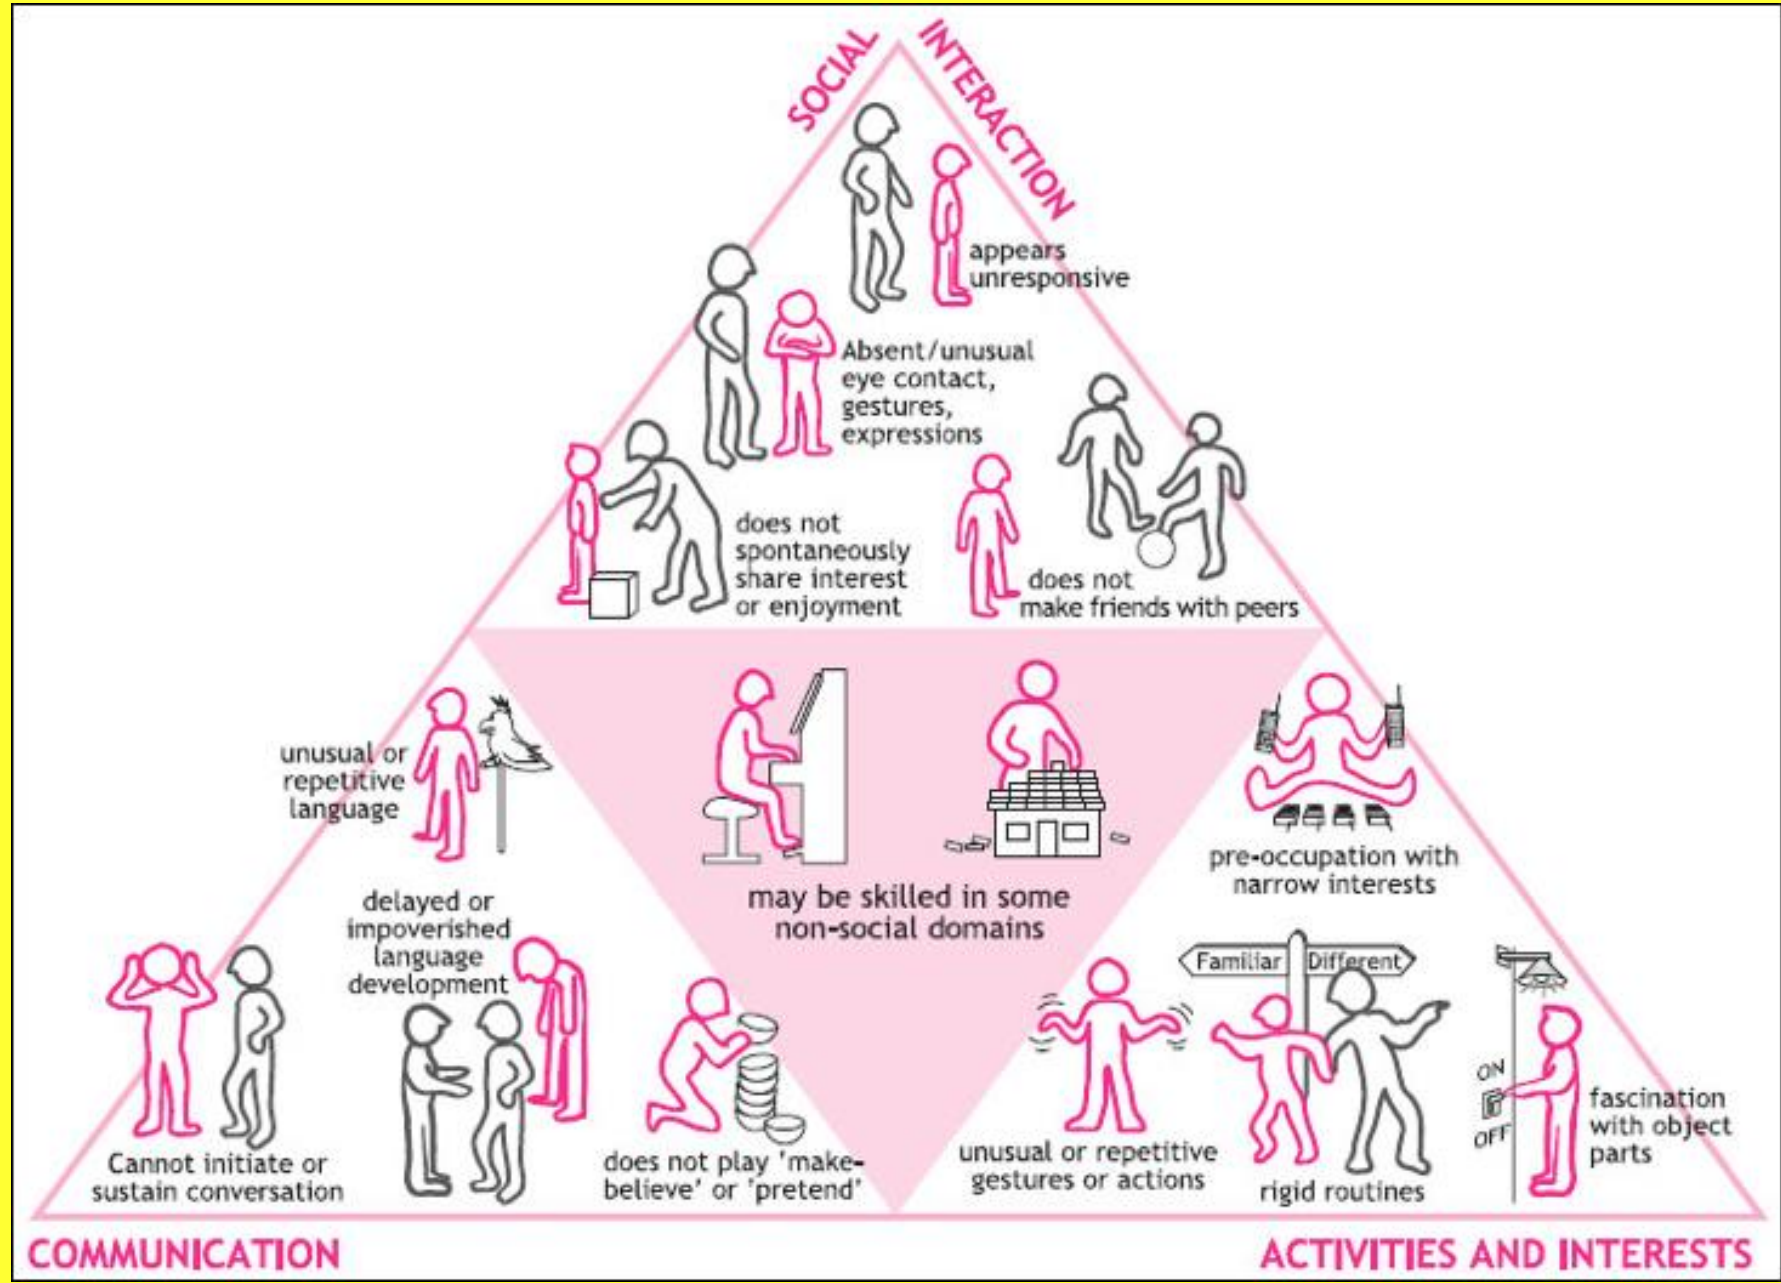 SOCIAL
INTERACTION
appears
unresponsive
Absent/unusual
eye contact,
gestures,
expressions
does not
spontaneously
share interest
or enjoyment
does not
make friends with peers
unusual or
repetitive
language
may be skilled in some
non-social domains
pre-occupation with
narrow interests
delayed or
impoverished
language
development
Cannot initiate or
sustain conversation
does not play 'make-
believe' or 'pretend'
unusual or repetitive
gestures or actions
Familiar
Different
rigid routines
ON
OFF
fascination
with object
parts
COMMUNICATION
ACTIVITIES AND INTERESTS